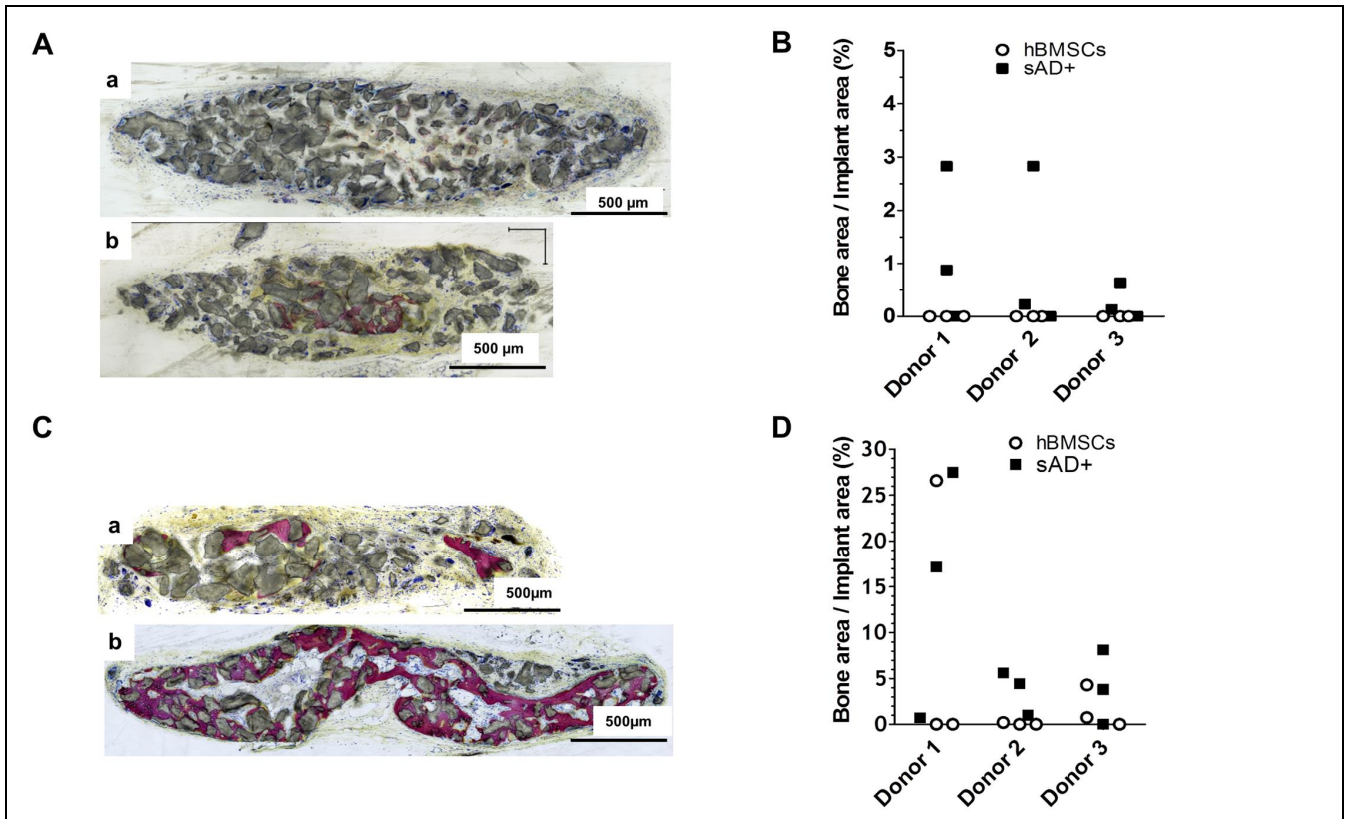 A
a
500 µm
b
500 µm
B
Bone area / Implant area (%)
hBMSCs
sAD+
5
4
3
2
1
0
Donor 1
Donor 2
Donor 3
C
a
500µm
b
500µm
D
Bone area / Implant area (%)
hBMSCs
sAD+
30
25
20
15
10
5
0
Donor 1
Donor 2
Donor 3